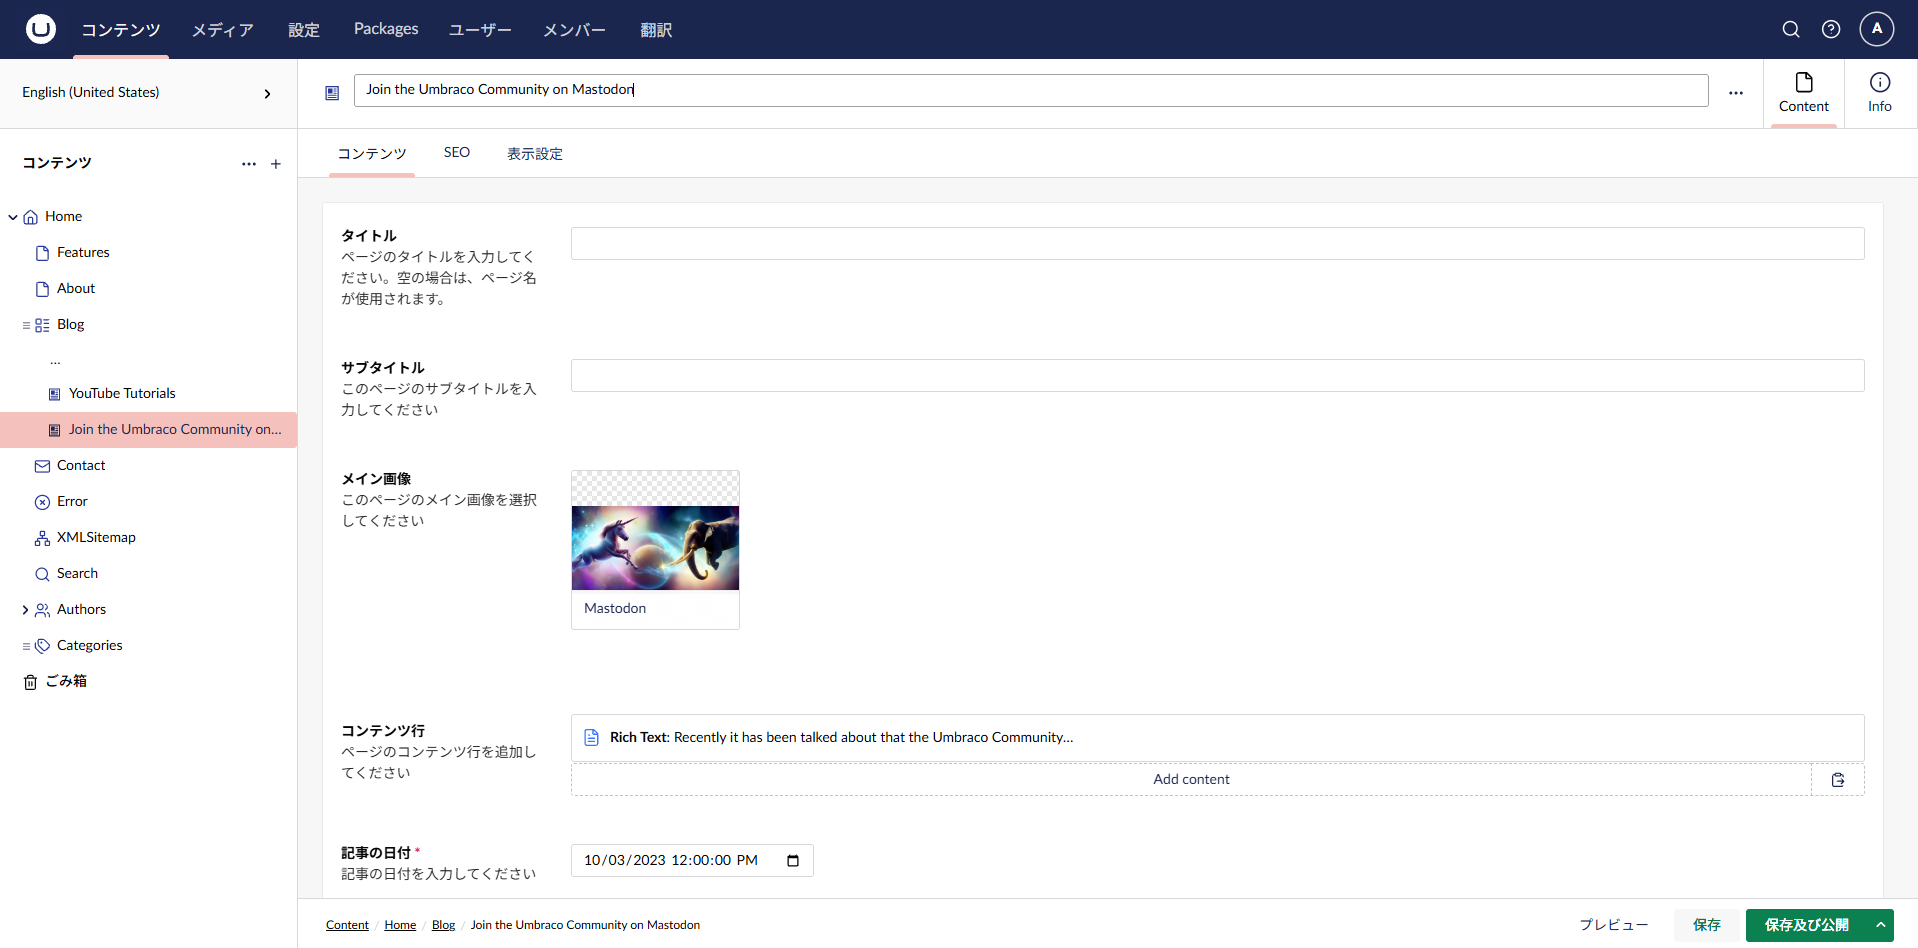 コンテンツ メディア 設定 Packages ユーザー メンバー 翻訳 A
English (United States)
Join the Umbraco Community on Mastodon
Content
Info
コンテンツ
Home
Features
About
Blog
...
YouTube Tutorials
Join the Umbraco Community on...
Contact
Error
XMLSitemap
Search
Authors
Categories
ごみ箱
コンテンツ SEO 表示設定
タイトル
ページのタイトルを入力してく
ださい。空の場合は、ページ名
が使用されます。
サブタイトル
このページのサブタイトルを入
力してください
メイン画像
このページのメイン画像を選択
してください
Mastodon
コンテンツ行
ページのコンテンツ行を追加し
てください
Rich Text: Recently it has been talked about that the Umbraco Community...
Add content
記事の日付 *
記事の日付を入力してください
10/03/2023 12:00:00 PM
Content / Home / Blog / Join the Umbraco Community on Mastodon
プレビュー 保存 保存及び公開